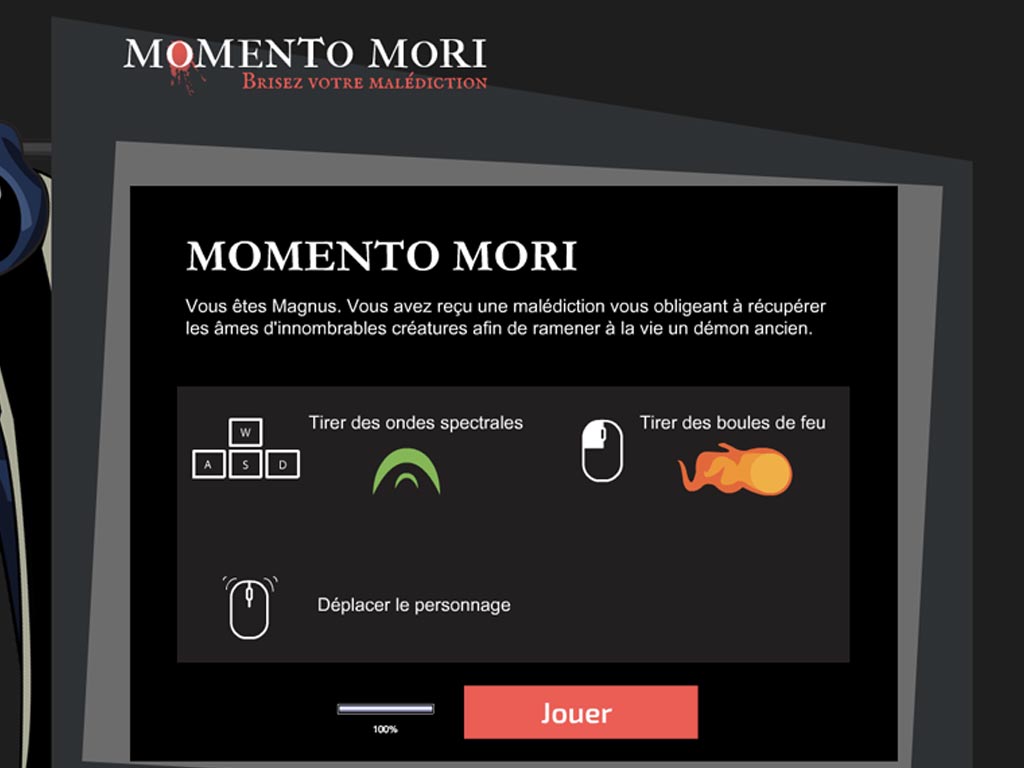 MOMENTO MORI
BRISEZ VOTRE MALÉDICTION
MOMENTO MORI
Vous êtes Magnus. Vous avez reçu une malédiction vous obligeant à récupérer
les âmes d'innombrables créatures afin de ramener à la vie un démon ancien.
Tirer des ondes spectrales
Tirer des boules de feu
W
A S D
Déplacer le personnage
100%
Jouer